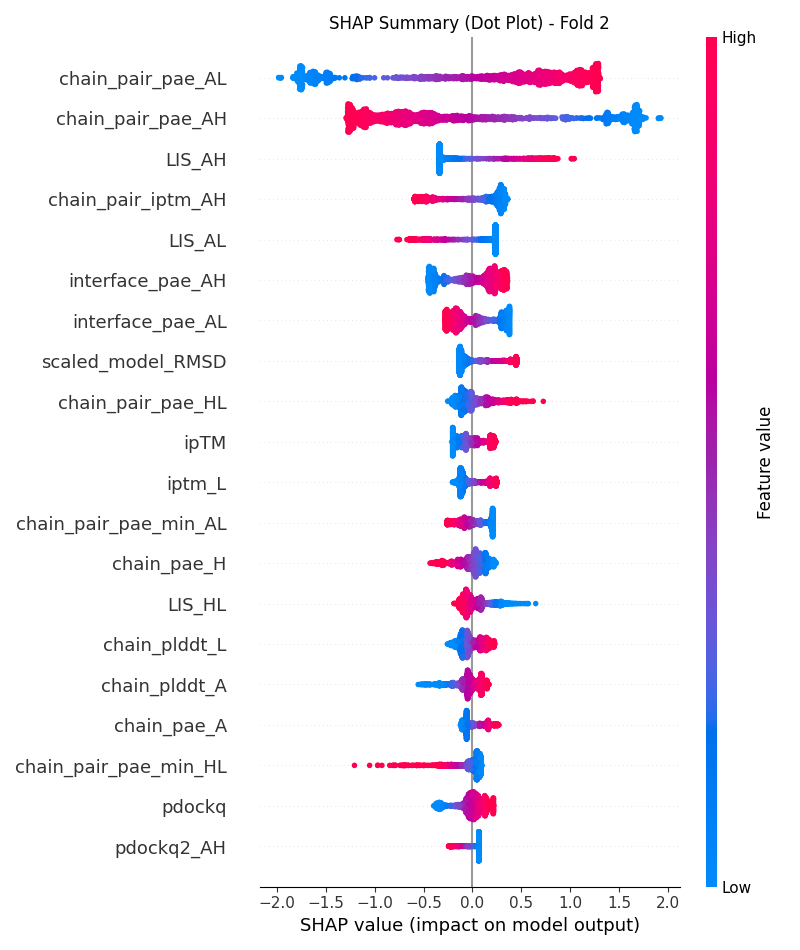 SHAP Summary (Dot Plot) - Fold 2
High
chain_pair_pae_AL
chain_pair_pae_AH
LIS_AH
chain_pair_iptm_AH
LIS_AL
interface_pae_AH
interface_pae_AL
scaled_model_RMSD
chain_pair_pae_HL
ipTM
iptm_L
chain_pair_pae_min_AL
chain_pae_H
LIS_HL
chain_plddt_L
chain_plddt_A
chain_pae_A
chain_pair_pae_min_HL
pdockq
pdockq2_AH
Feature value
Low
−2.0 −1.5 −1.0 −0.5 0.0 0.5 1.0 1.5 2.0
SHAP value (impact on model output)